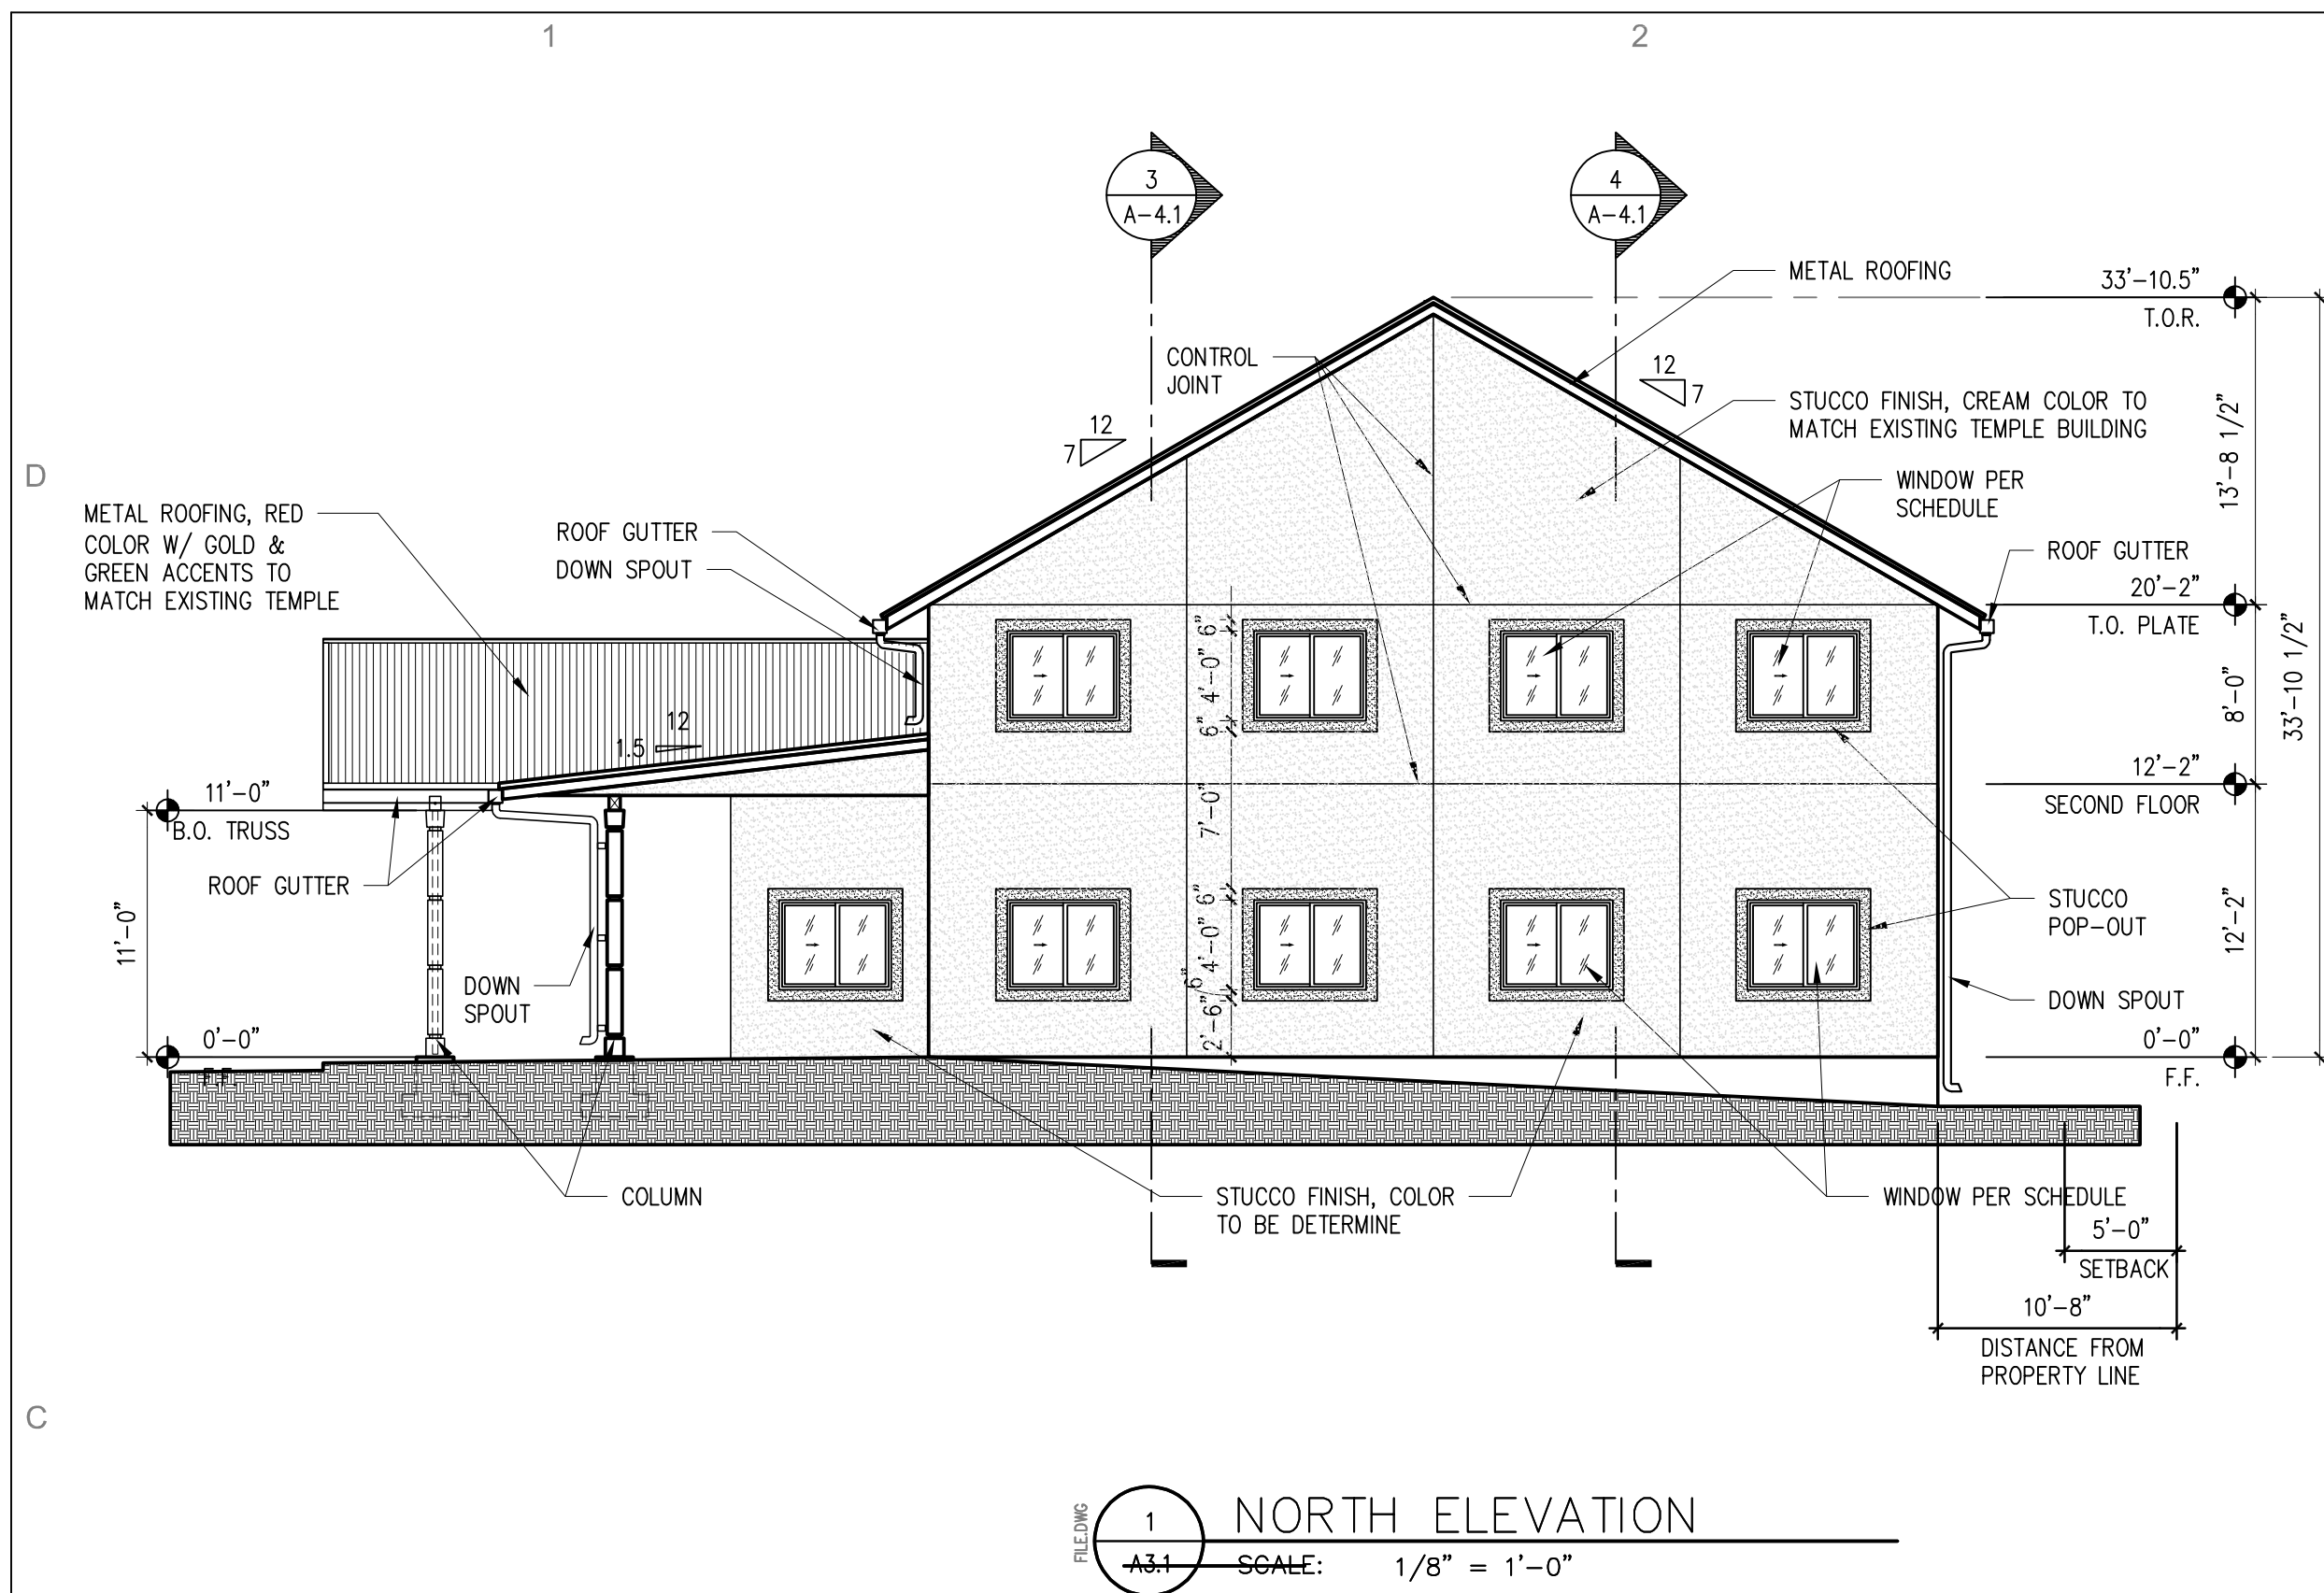 1
2
3
A-4.1
4
A-4.1
METAL ROOFING
33'-10.5"
T.O.R.
CONTROL
JOINT
12
7
12
7
STUCCO FINISH, CREAM COLOR TO
MATCH EXISTING TEMPLE BUILDING
13'-8 1/2"
D
WINDOW PER
SCHEDULE
METAL ROOFING, RED
COLOR W/ GOLD &
GREEN ACCENTS TO
MATCH EXISTING TEMPLE
ROOF GUTTER
DOWN SPOUT
ROOF GUTTER
20'-2"
T.O. PLATE
6"
4'-0"
6"
8'-0"
33'-10 1/2"
12
1.5
12'-2"
SECOND FLOOR
11'-0"
B.O. TRUSS
7'-0"
ROOF GUTTER
11'-0"
6"
4'-0"
6"
2'-6"
STUCCO
POP-OUT
12'-2"
DOWN
SPOUT
DOWN SPOUT
0'-0"
F.F.
0'-0"
F.F.
COLUMN
STUCCO FINISH, COLOR
TO BE DETERMINE
WINDOW PER SCHEDULE
5'-0"
SETBACK
10'-8"
DISTANCE FROM
PROPERTY LINE
C
FILE.DWG
1
A3.1
NORTH ELEVATION
SCALE: 1/8" = 1'-0"